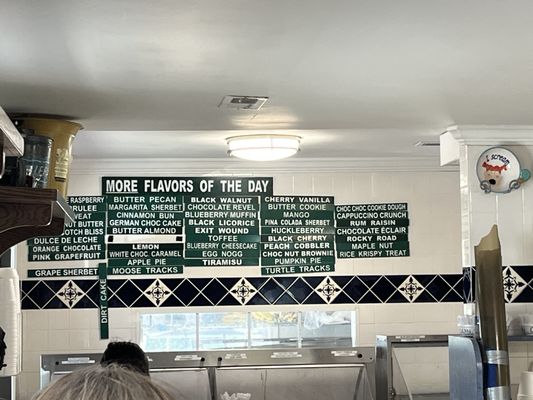 MORE FLAVORS OF THE DAY
RASPBERRY
BRULEE
NUT BUTTER
SCOTCH BLISS
DULCE DE LECHE
ORANGE CHOCOLATE
PINK GRAPEFRUIT
GRAPE SHERBET
DIRT CAKE
BUTTER PECAN
MARGARITA SHERBET
CINNAMON BUN
GERMAN CHOC CAKE
BUTTER ALMOND
LEMON
WHITE CHOC CARAMEL
APPLE PIE
MOOSE TRACKS
BLACK WALNUT
CHOCOLATE REVEL
BLUEBERRY MUFFIN
BLACK LICORICE
EXIT WOUND
TOFFEE
BLUEBERRY CHEESECAKE
EGG NOGG
TIRAMISU
CHERRY VANILLA
BUTTER COOKIE
MANGO
PINA COLADA SHERBET
HUCKLEBERRY
BLACK CHERRY
PEACH COBBLER
CHOC NUT BROWNIE
PUMPKIN PIE
TURTLE TRACKS
CHOC CHOC COOKIE DOUGH
CAPPUCCINO CRUNCH
RUM RAISIN
CHOCOLATE ÉCLAIR
ROCKY ROAD
MAPLE NUT
RICE KRISPY TREAT
I scream